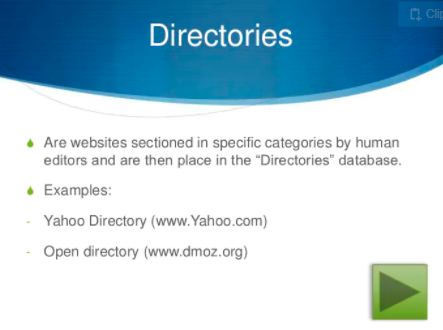 Clip
Directories
Are websites sectioned in specific categories by human
editors and are then place in the “Directories” database.
Examples:
- Yahoo Directory (www.Yahoo.com)
- Open directory (www.dmoz.org)